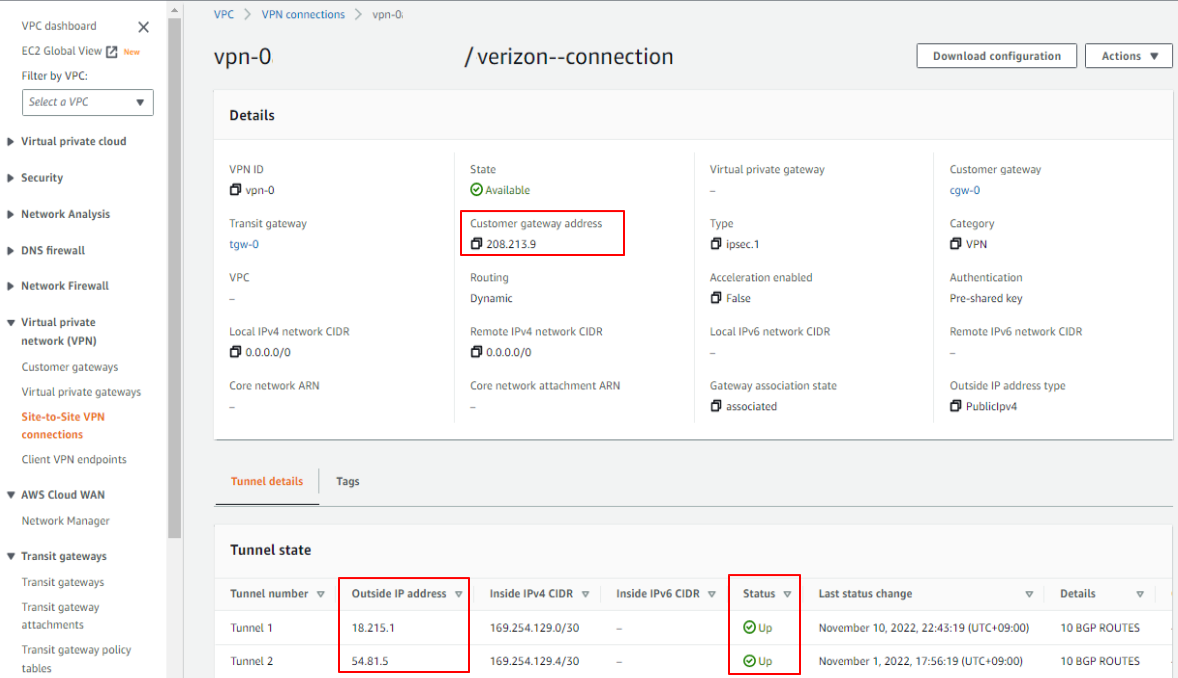 VPC dashboard
EC2 Global View New
Filter by VPC:
Select a VPC
Virtual private cloud
Security
Network Analysis
DNS firewall
Network Firewall
Virtual private
network (VPN)
Customer gateways
Virtual private gateways
Site-to-Site VPN
connections
Client VPN endpoints
AWS Cloud WAN
Network Manager
Transit gateways
Transit gateways
Transit gateway
attachments
Transit gateway policy
tables
VPC > VPN connections > vpn-0
vpn-0 / verizon--connection
Download configuration
Actions
Details
VPN ID
vpn-0
State
Available
Virtual private gateway
–
Customer gateway
cgw-0
Transit gateway
tgw-0
Customer gateway address
208.213.9
Type
ipsec.1
Category
VPN
VPC
–
Routing
Dynamic
Acceleration enabled
False
Authentication
Pre-shared key
Local IPv4 network CIDR
0.0.0.0/0
Remote IPv4 network CIDR
0.0.0.0/0
Local IPv6 network CIDR
–
Remote IPv6 network CIDR
–
Core network ARN
–
Core network attachment ARN
–
Gateway association state
associated
Outside IP address type
PublicIpv4
Tunnel details
Tags
Tunnel state
Tunnel number Outside IP address Inside IPv4 CIDR Inside IPv6 CIDR Status Last status change Details
Tunnel 1 18.215.1 169.254.129.0/30 – Up November 10, 2022, 22:43:19 (UTC+09:00) 10 BGP ROUTES
Tunnel 2 54.81.5 169.254.129.4/30 – Up November 1, 2022, 17:56:19 (UTC+09:00) 10 BGP ROUTES